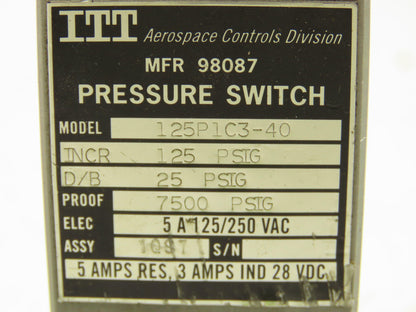 ITT Aerospace Controls Division
MFR 98087
PRESSURE SWITCH
MODEL 125P1C3-40
INCR 125 PSIG
D/B 25 PSIG
PROOF 7500 PSIG
ELEC 5 A 125/250 VAC
ASSY S/N
5 AMPS RES, 3 AMPS IND 28 VDC